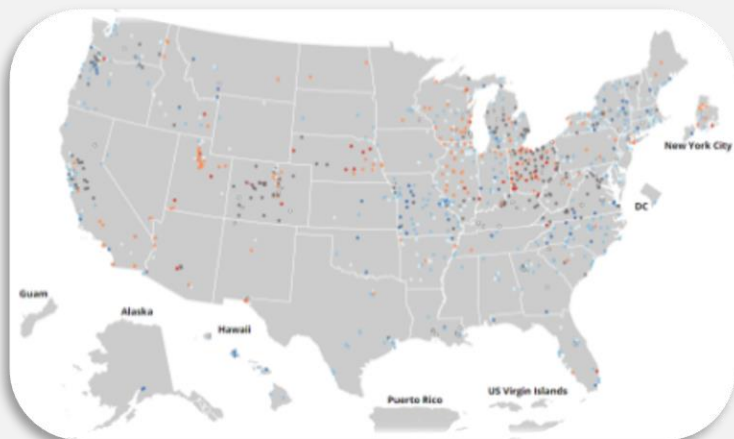 New York City
DC
Guam
Alaska
Hawaii
US Virgin Islands
Puerto Rico